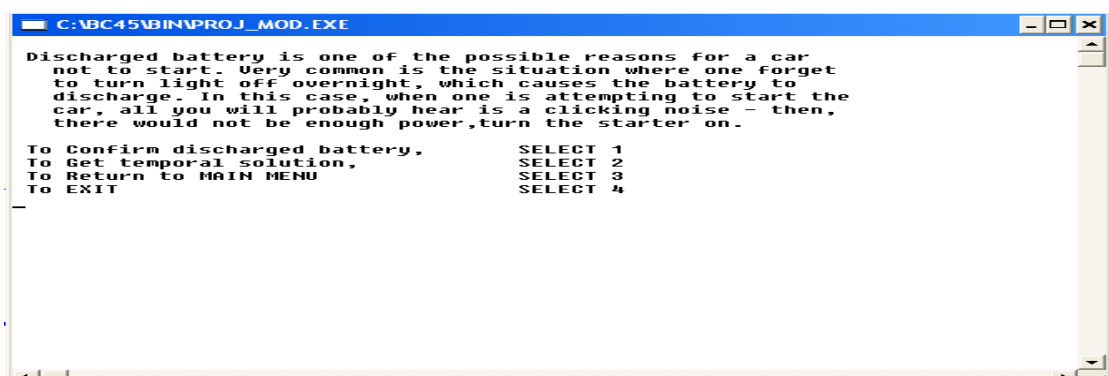 C:\BC45\BIN\PROJ_MOD.EXE
Discharged battery is one of the possible reasons for a car
not to start. Very common is the situation where one forget
to turn light off overnight, which causes the battery to
discharge. In this case, when one is attempting to start the
car, all you will probably hear is a clicking noise - then,
there would not be enough power,turn the starter on.
To Confirm discharged battery, SELECT 1
To Get temporal solution, SELECT 2
To Return to MAIN MENU SELECT 3
To EXIT SELECT 4